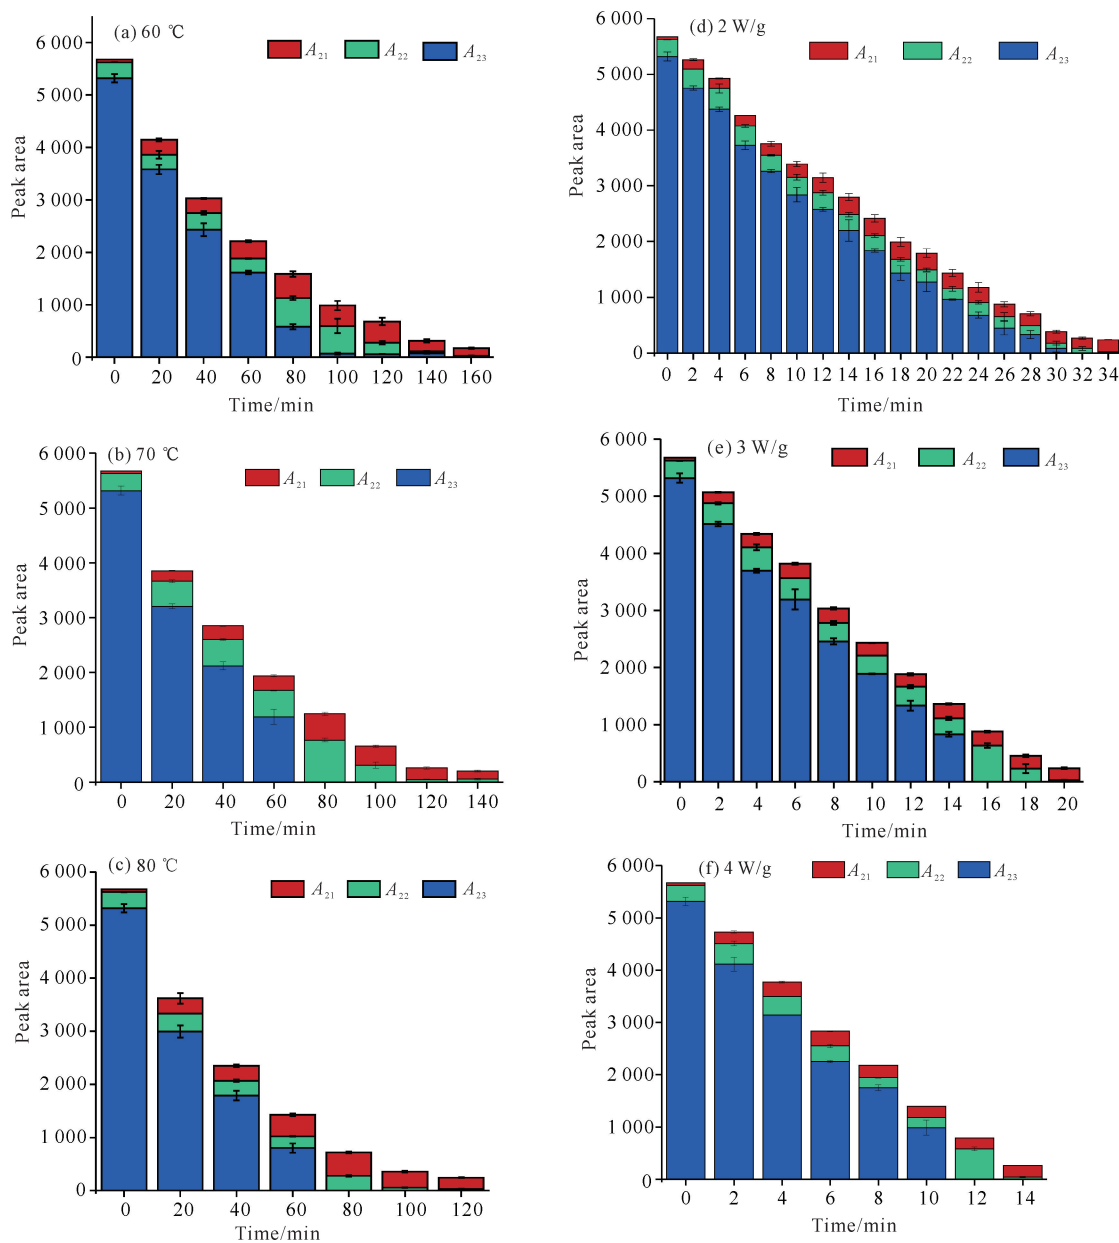 (a) 60 ℃
A21 A22 A23
6 000
5 000
4 000
3 000
2 000
1 000
0
Peak area
0 20 40 60 80 100 120 140 160
Time/min
(b) 70 ℃
A21 A22 A23
6 000
5 000
4 000
3 000
2 000
1 000
0
Peak area
0 20 40 60 80 100 120 140
Time/min
(c) 80 ℃
A21 A22 A23
6 000
5 000
4 000
3 000
2 000
1 000
0
Peak area
0 20 40 60 80 100 120
Time/min
(d) 2 W/g
A21 A22 A23
6 000
5 000
4 000
3 000
2 000
1 000
0
Peak area
0 2 4 6 8 10 12 14 16 18 20 22 24 26 28 30 32 34
Time/min
(e) 3 W/g
A21 A22 A23
6 000
5 000
4 000
3 000
2 000
1 000
0
Peak area
0 2 4 6 8 10 12 14 16 18 20
Time/min
(f) 4 W/g
A21 A22 A23
6 000
5 000
4 000
3 000
2 000
1 000
0
Peak area
0 2 4 6 8 10 12 14
Time/min